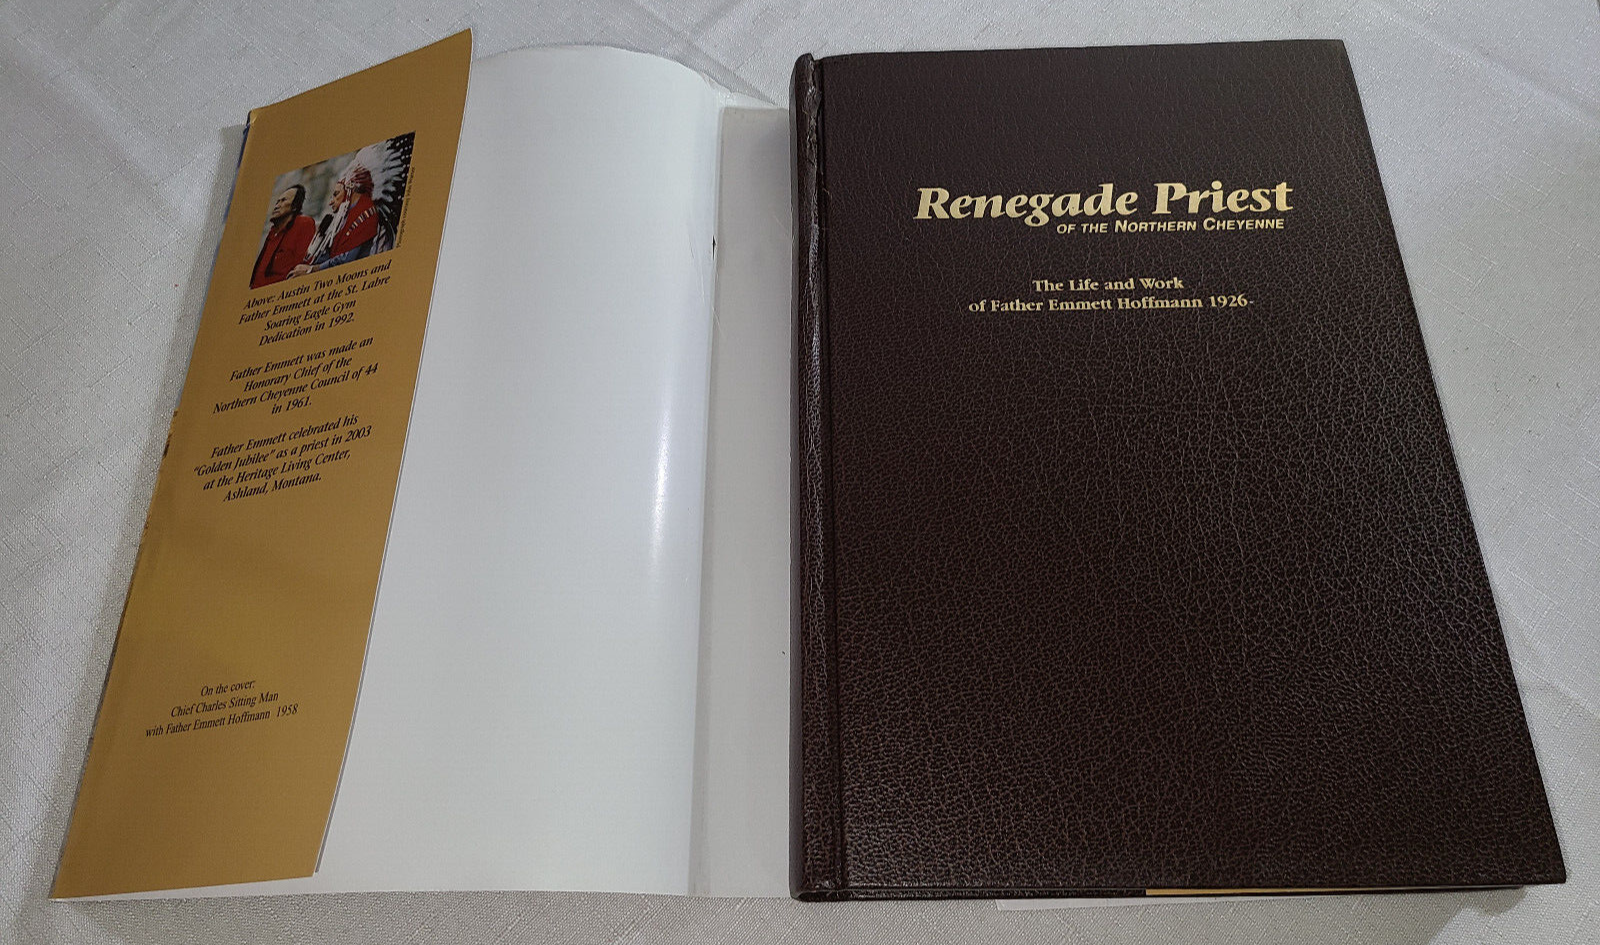 Above: Austin Two Moons and
Father Emmett at the St. Labre
Soaring Eagle Gym
Dedication in 1992.
Father Emmett was made an
Honorary Chief of the
Northern Cheyenne Council of 44
in 1961.
Father Emmett celebrated his
"Golden Jubilee" as a priest in 2003
at the Heritage Living Center,
Ashland, Montana.
On the cover:
Chief Charles Sitting Man
with Father Emmett Hoffmann 1958
Renegade Priest
OF THE NORTHERN CHEYENNE
The Life and Work
of Father Emmett Hoffmann 1926-